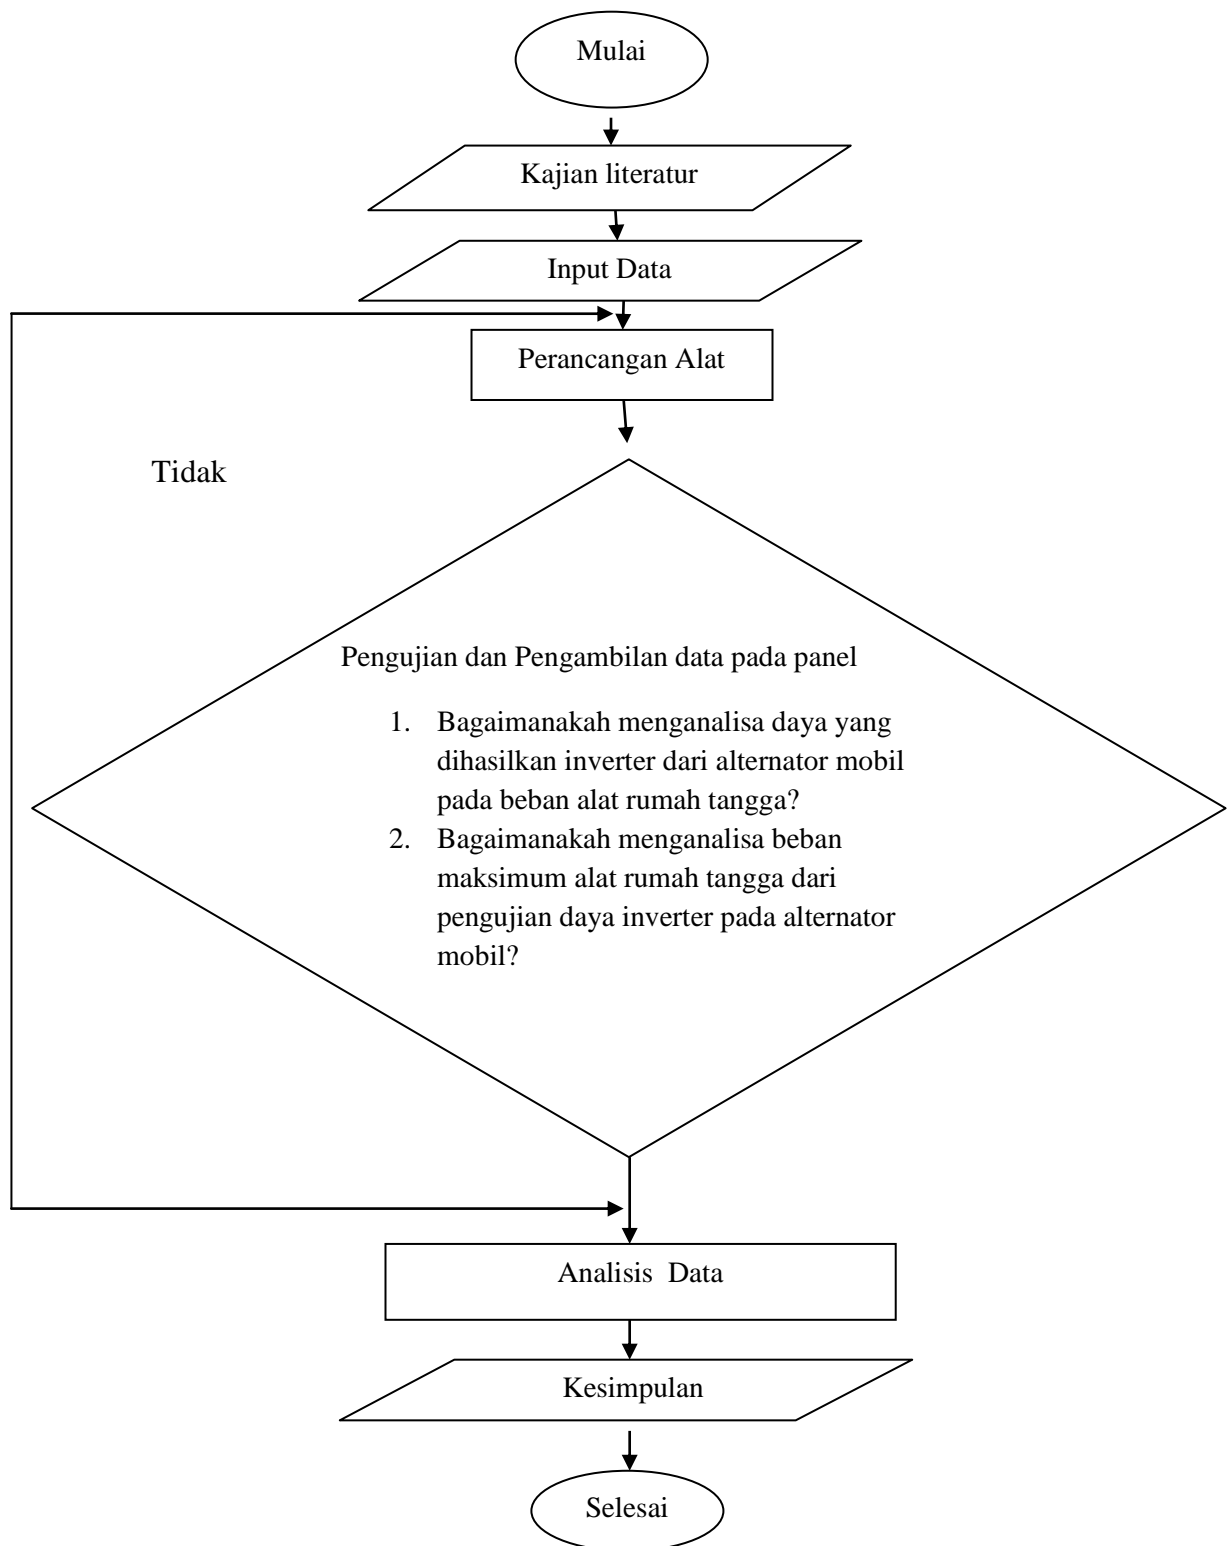 Mulai
Kajian literatur
Input Data
Perancangan Alat
Tidak
Pengujian dan Pengambilan data pada panel
1. Bagaimanakah menganalisa daya yang
dihasilkan inverter dari alternator mobil
pada beban alat rumah tangga?
2. Bagaimanakah menganalisa beban
maksimum alat rumah tangga dari
pengujian daya inverter pada alternator
mobil?
Analisis Data
Kesimpulan
Selesai